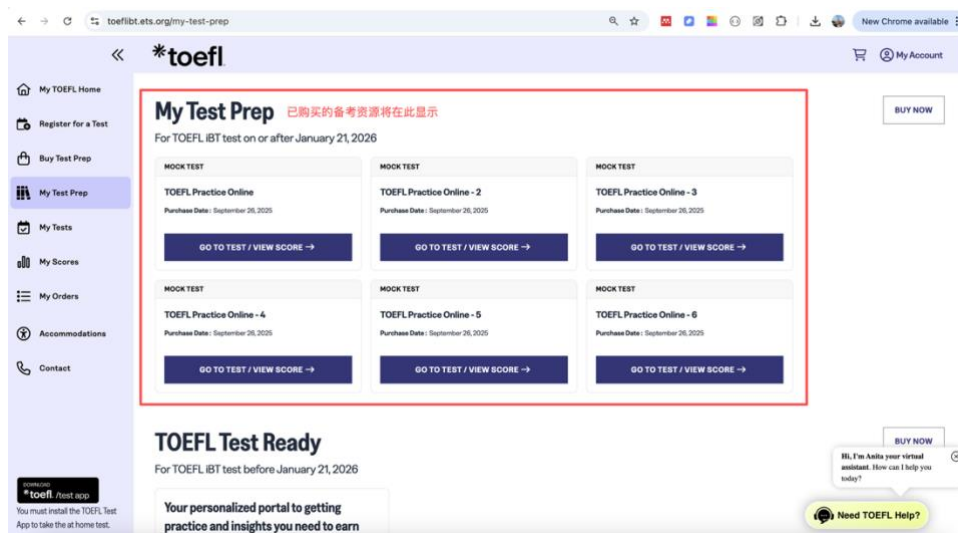 toeflibt.ets.org/my-test-prep
New Chrome available
*toefl
My Account
My TOEFL Home
Register for a Test
Buy Test Prep
My Test Prep
My Tests
My Scores
My Orders
Accommodations
Contact
DOWNLOAD
*toefl /test app
You must install the TOEFL Test
App to take the at home test.
My Test Prep 已购买的备考资源将在此显示
BUY NOW
For TOEFL iBT test on or after January 21, 2026
MOCK TEST
TOEFL Practice Online
Purchase Date : September 26, 2025
GO TO TEST / VIEW SCORE →
MOCK TEST
TOEFL Practice Online - 2
Purchase Date : September 26, 2025
GO TO TEST / VIEW SCORE →
MOCK TEST
TOEFL Practice Online - 3
Purchase Date : September 26, 2025
GO TO TEST / VIEW SCORE →
MOCK TEST
TOEFL Practice Online - 4
Purchase Date : September 26, 2025
GO TO TEST / VIEW SCORE →
MOCK TEST
TOEFL Practice Online - 5
Purchase Date : September 26, 2025
GO TO TEST / VIEW SCORE →
MOCK TEST
TOEFL Practice Online - 6
Purchase Date : September 26, 2025
GO TO TEST / VIEW SCORE →
TOEFL Test Ready
BUY NOW
For TOEFL iBT test before January 21, 2026
Your personalized portal to getting
practice and insights you need to earn
Hi, I'm Anita your virtual
assistant. How can I help you
today?
Need TOEFL Help?